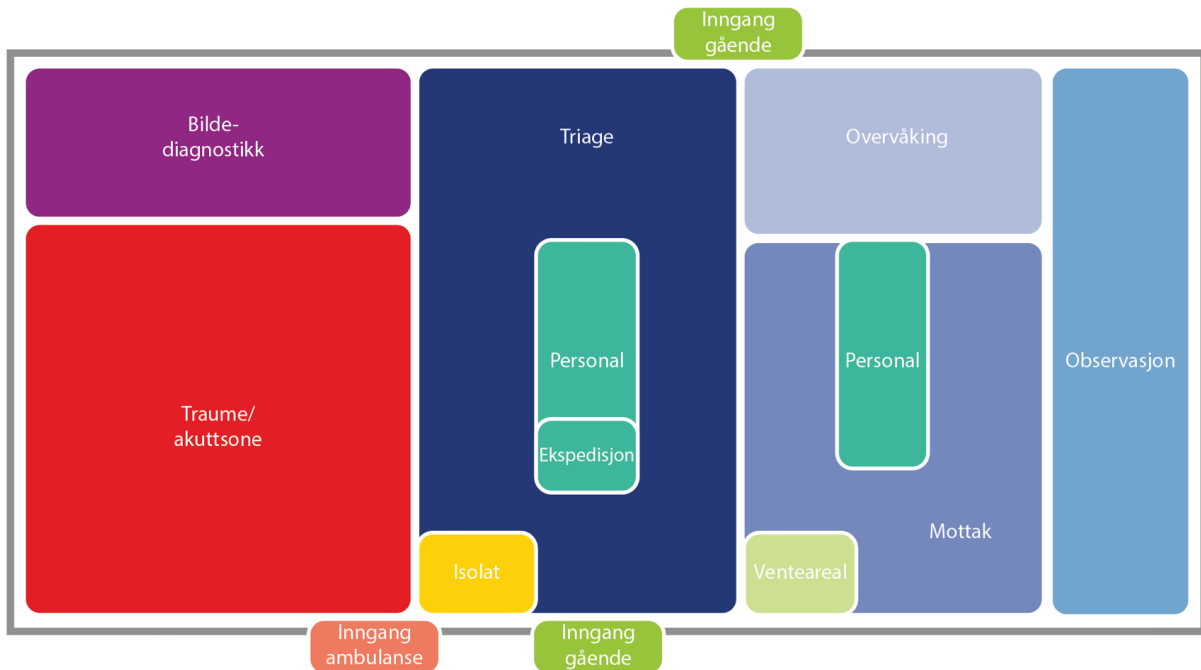 Inngang
gående
Bilde-
diagnostikk
Triage
Overvåking
Personal
Personal
Observasjon
Traume/
akuttsone
Ekspedisjon
Mottak
Isolat
Venteareal
Inngang
ambulanse
Inngang
gående